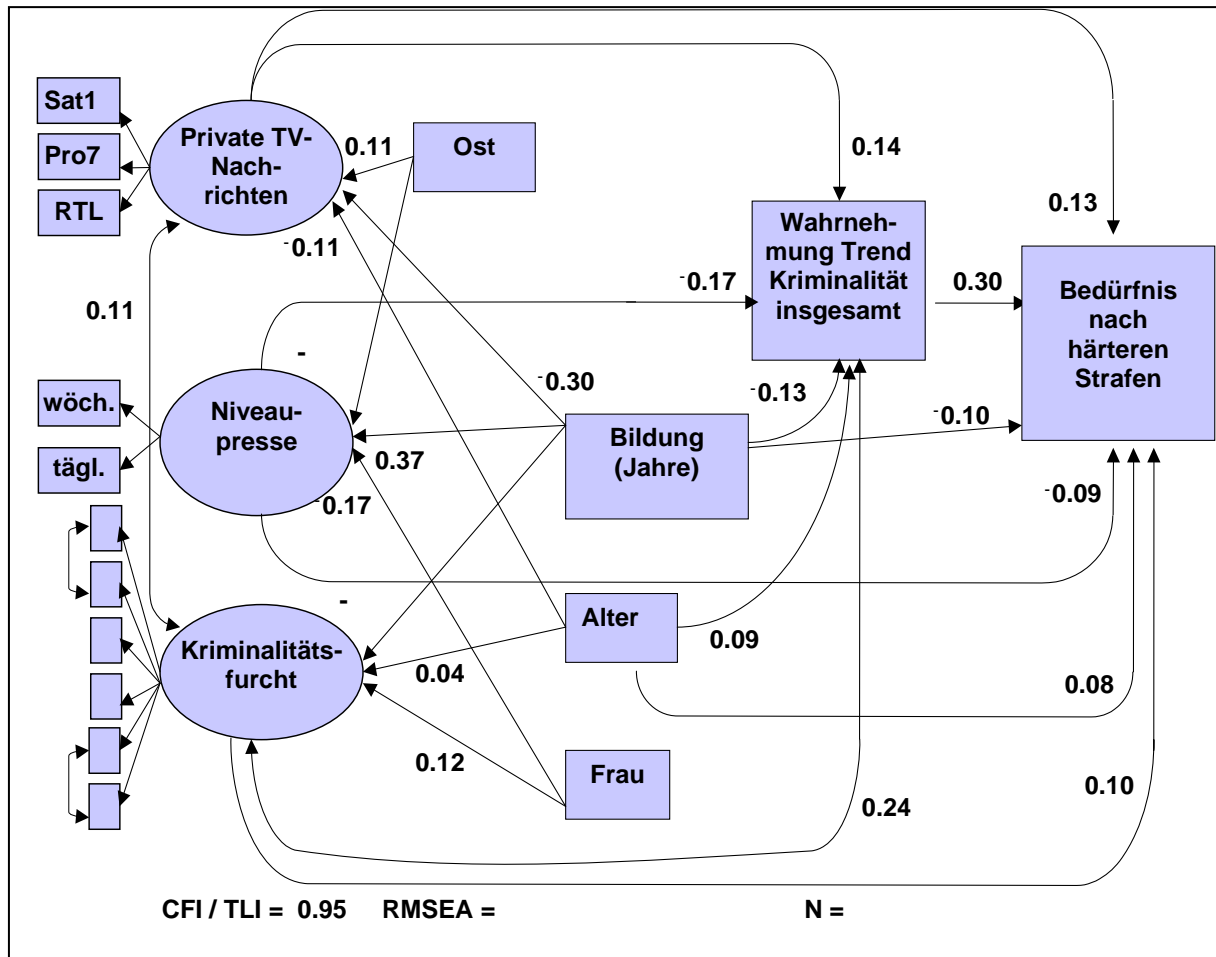 Sat1
Pro7
RTL
Private TV-
Nach-
richten
0.11
Ost
0.14
0.13
Wahrneh-
mung Trend
Kriminalität
insgesamt
-0.11
-0.17
0.30
Bedürfnis
nach
härteren
Strafen
0.11
-
-0.30
-0.13
-0.10
wöch.
tägl.
Niveau-
presse
0.37
Bildung
(Jahre)
-0.17
-0.09
-
Kriminalitäts-
furcht
Alter
0.04
0.09
0.08
0.12
Frau
0.24
0.10
CFI / TLI = 0.95 RMSEA = N =